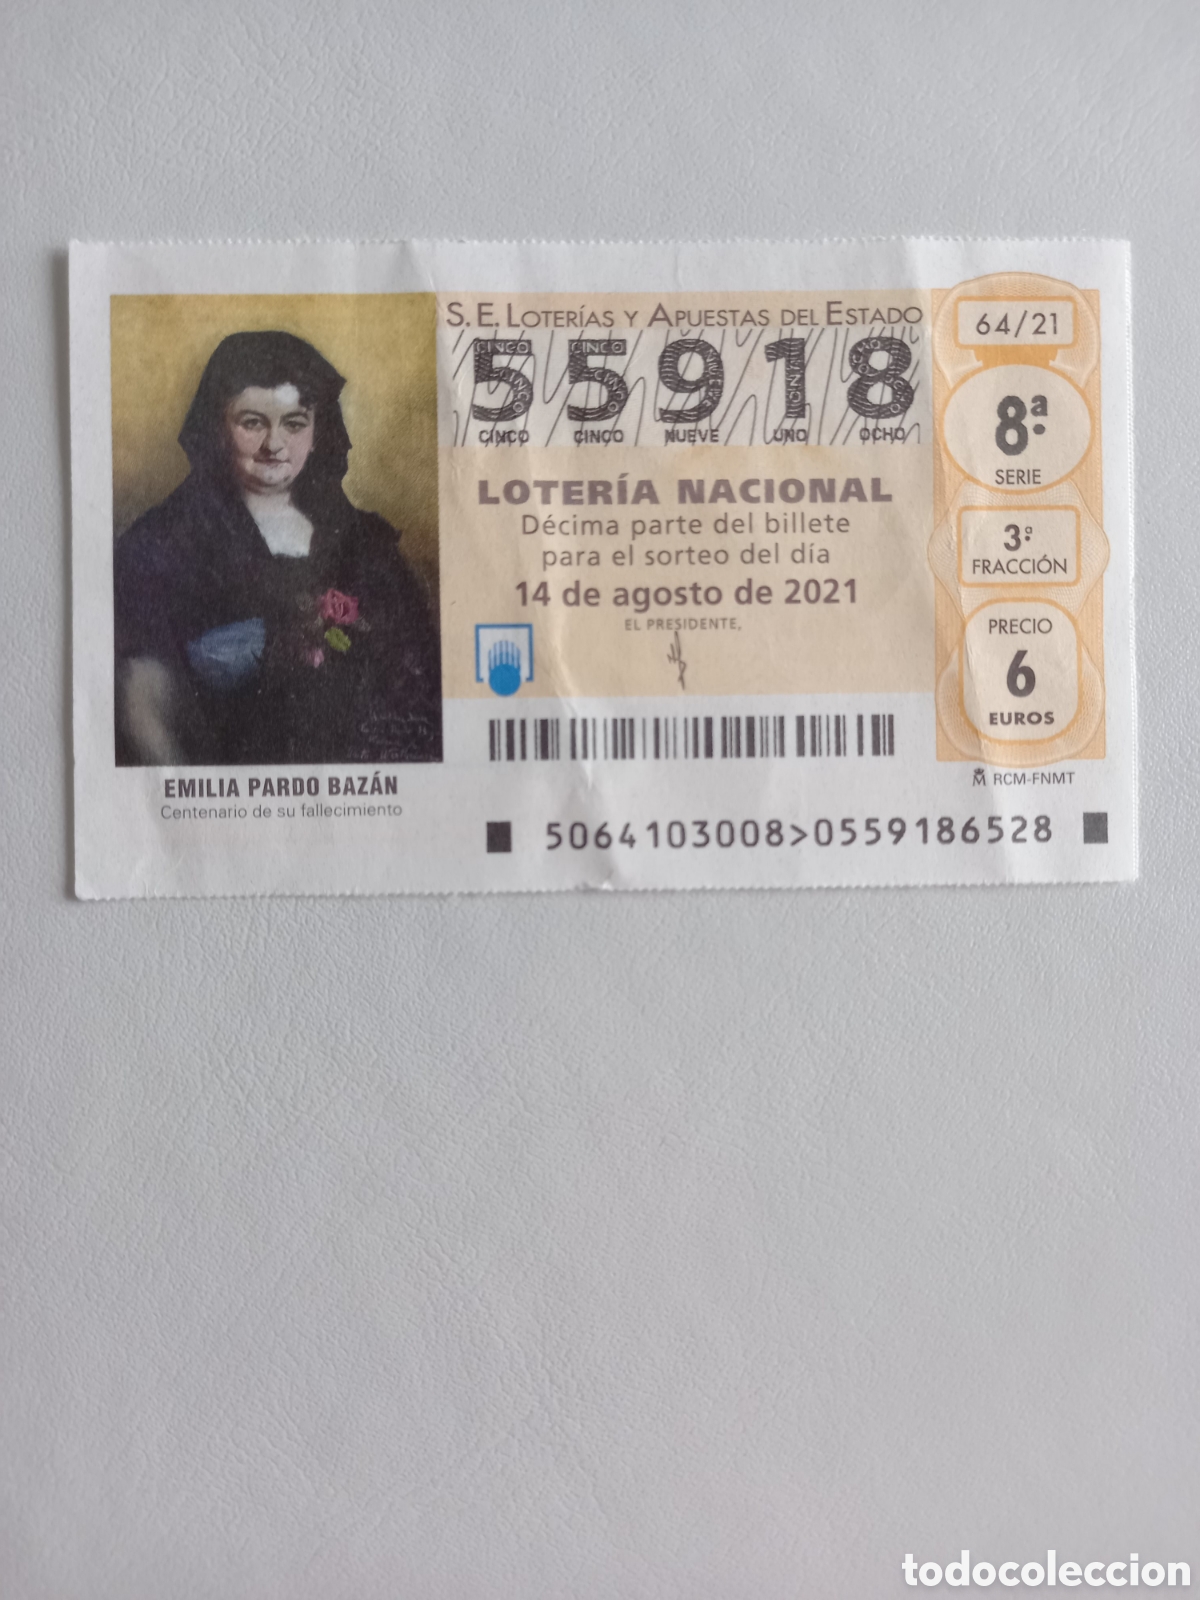 S. E. LOTERÍAS Y APUESTAS DEL ESTADO
55918
CINCO CINCO NUEVE UNO OCHO
LOTERÍA NACIONAL
Décima parte del billete
para el sorteo del día
14 de agosto de 2021
EL PRESIDENTE,
64/21
8ª
SERIE
3ª
FRACCIÓN
PRECIO
6
EUROS
RCM-FNMT
EMILIA PARDO BAZÁN
Centenario de su fallecimiento
5064103008>0559186528
todocoleccion